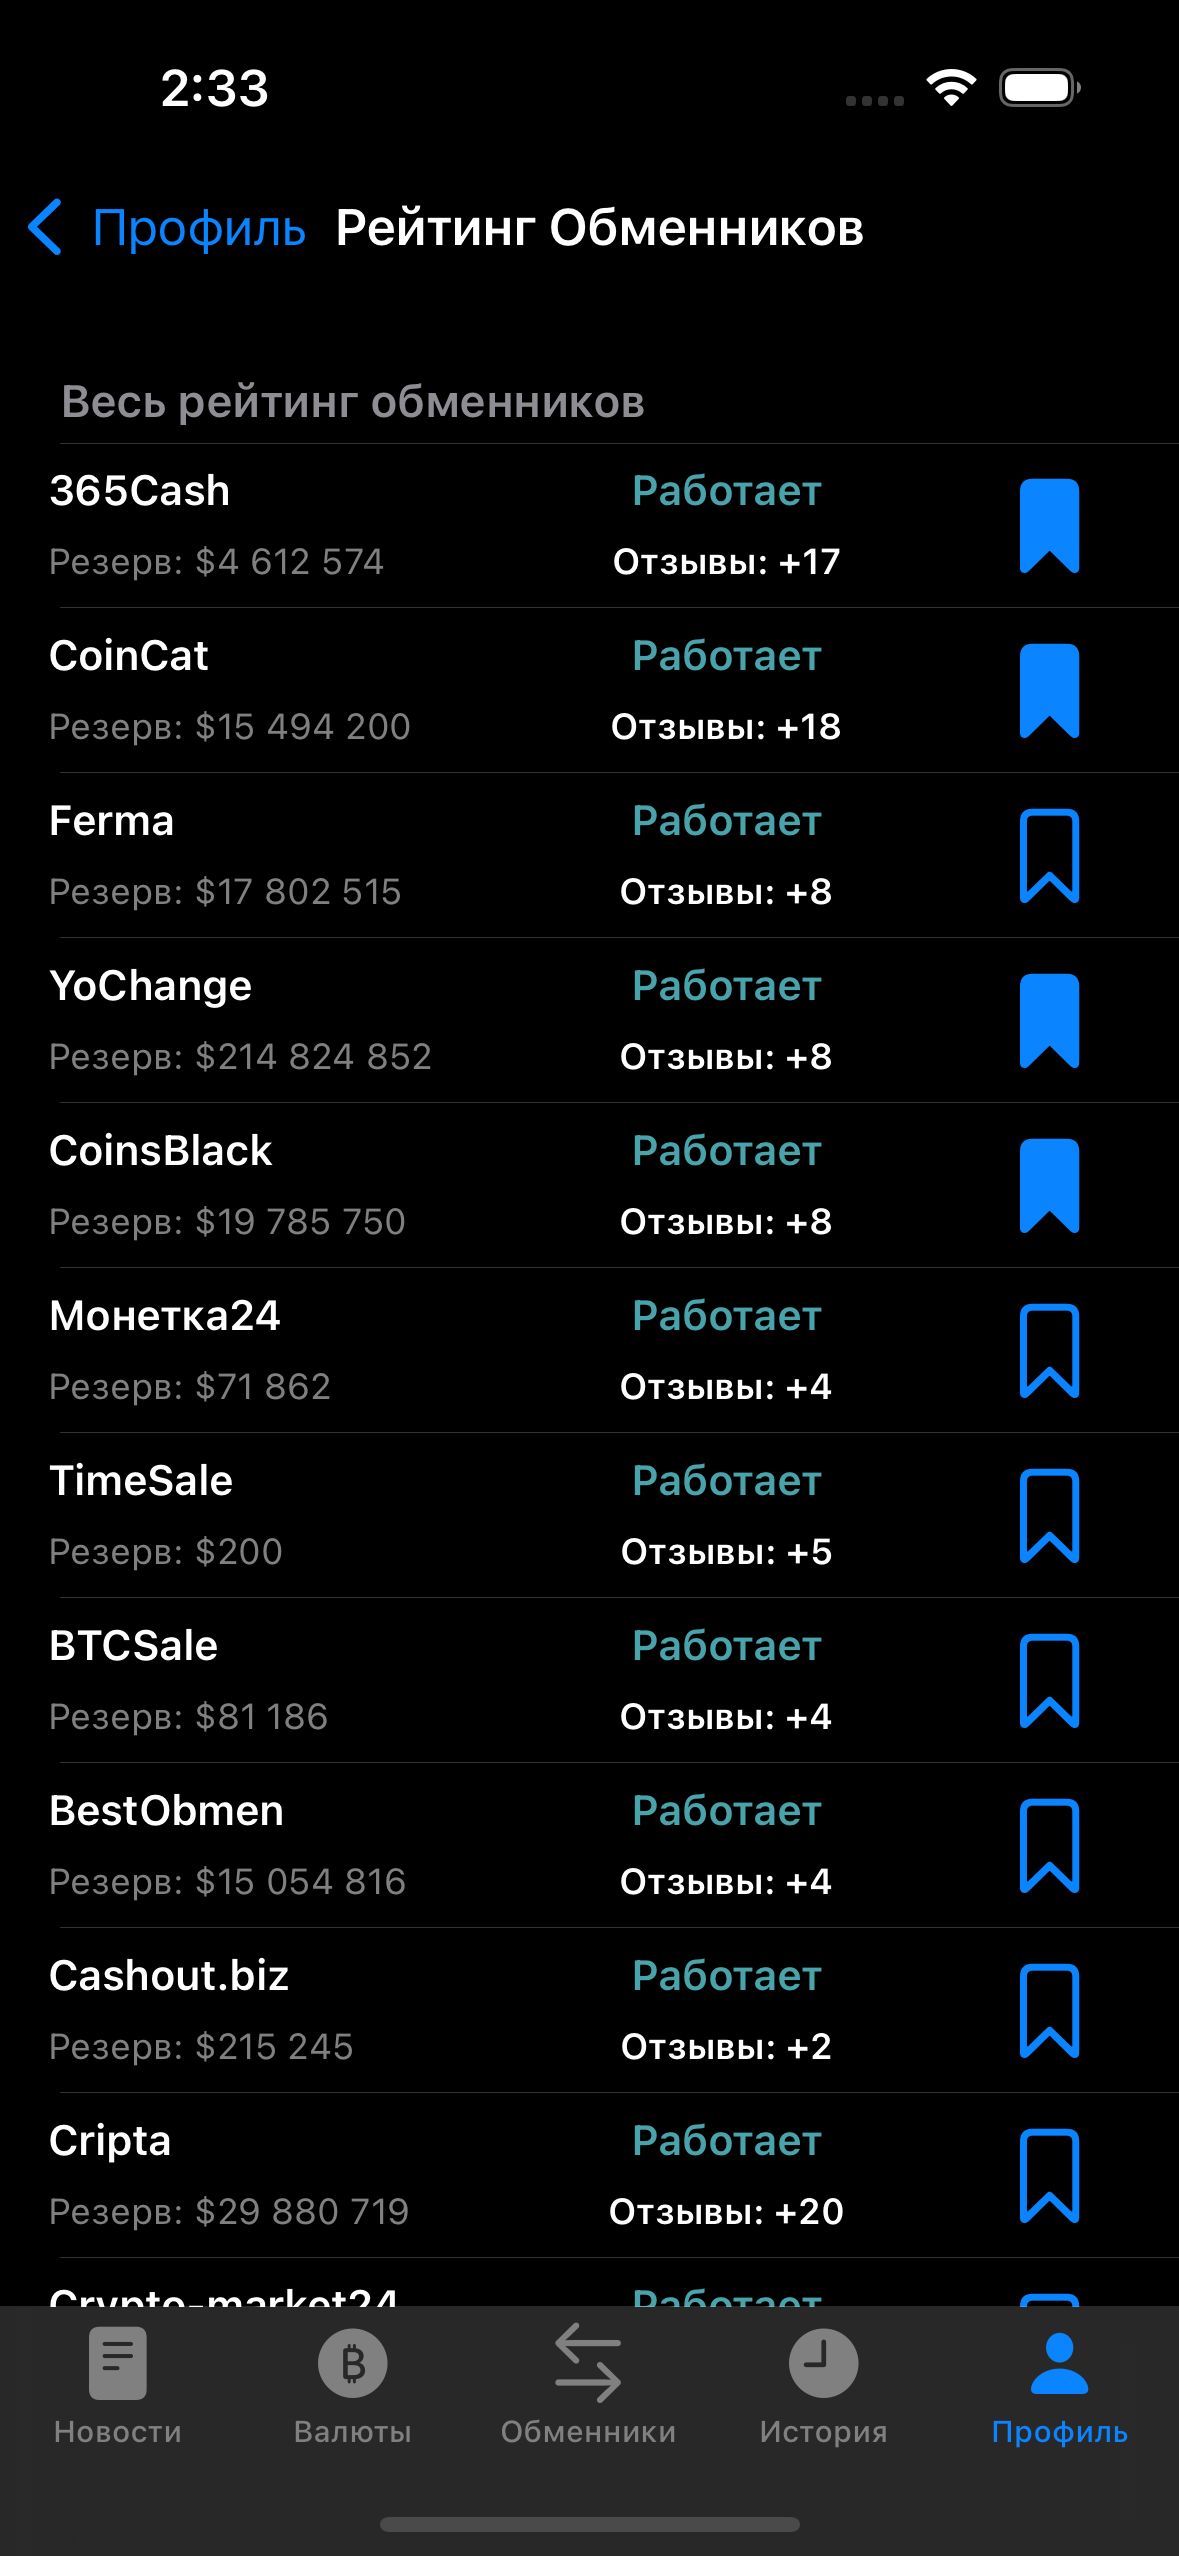 2:33
Профиль Рейтинг Обменников
Весь рейтинг обменников
365Cash Работает
Резерв: $4 612 574 Отзывы: +17
CoinCat Работает
Резерв: $15 494 200 Отзывы: +18
Ferma Работает
Резерв: $17 802 515 Отзывы: +8
YoChange Работает
Резерв: $214 824 852 Отзывы: +8
CoinsBlack Работает
Резерв: $19 785 750 Отзывы: +8
Монетка24 Работает
Резерв: $71 862 Отзывы: +4
TimeSale Работает
Резерв: $200 Отзывы: +5
BTCSale Работает
Резерв: $81 186 Отзывы: +4
BestObmen Работает
Резерв: $15 054 816 Отзывы: +4
Cashout.biz Работает
Резерв: $215 245 Отзывы: +2
Cripta Работает
Резерв: $29 880 719 Отзывы: +20
Crypto-market24 Работает
Новости Валюты Обменники История Профиль